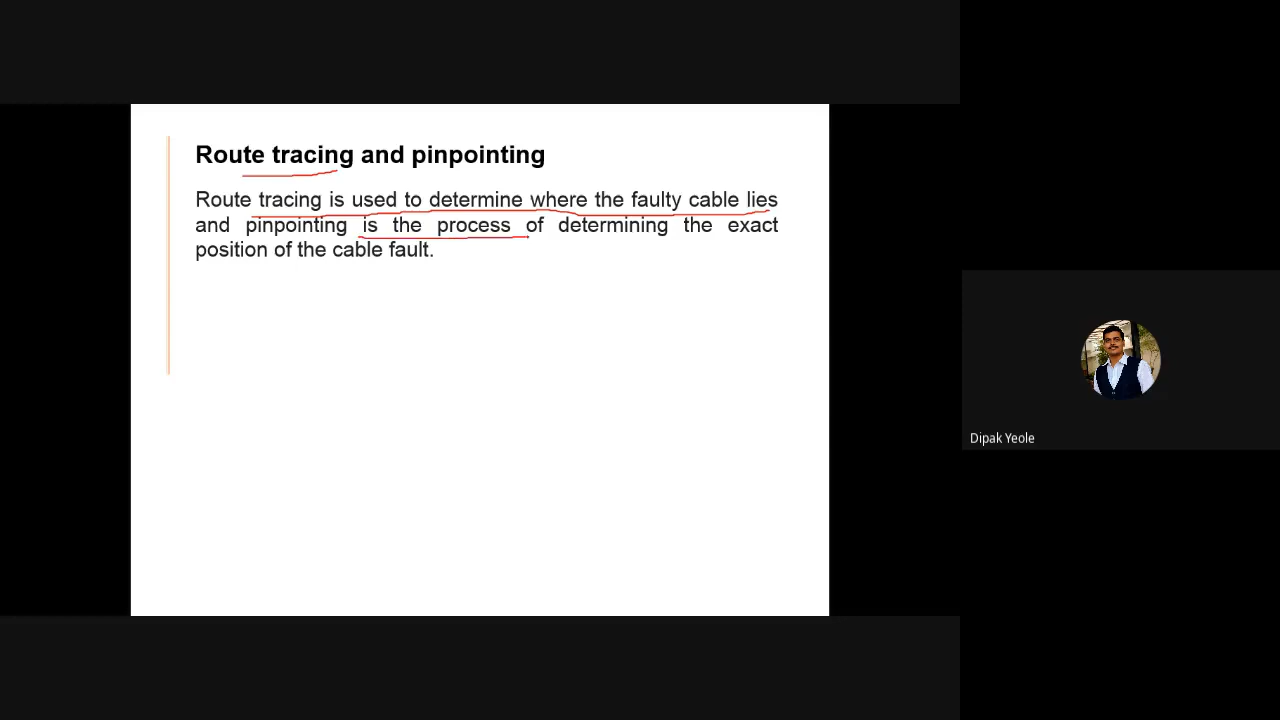 Route tracing and pinpointing
Route tracing is used to determine where the faulty cable lies
and pinpointing is the process of determining the exact
position of the cable fault.
Dipak Yeole